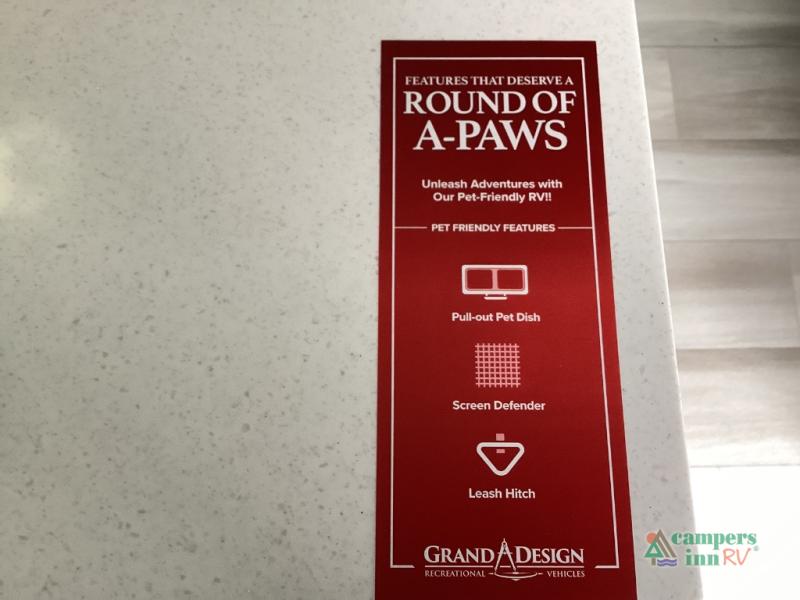 FEATURES THAT DESERVE A
ROUND OF
A-PAWS
Unleash Adventures with
Our Pet-Friendly RV!!
PET FRIENDLY FEATURES
Pull-out Pet Dish
Screen Defender
Leash Hitch
GRAND DESIGN
RECREATIONAL VEHICLES
campers
inn RV®